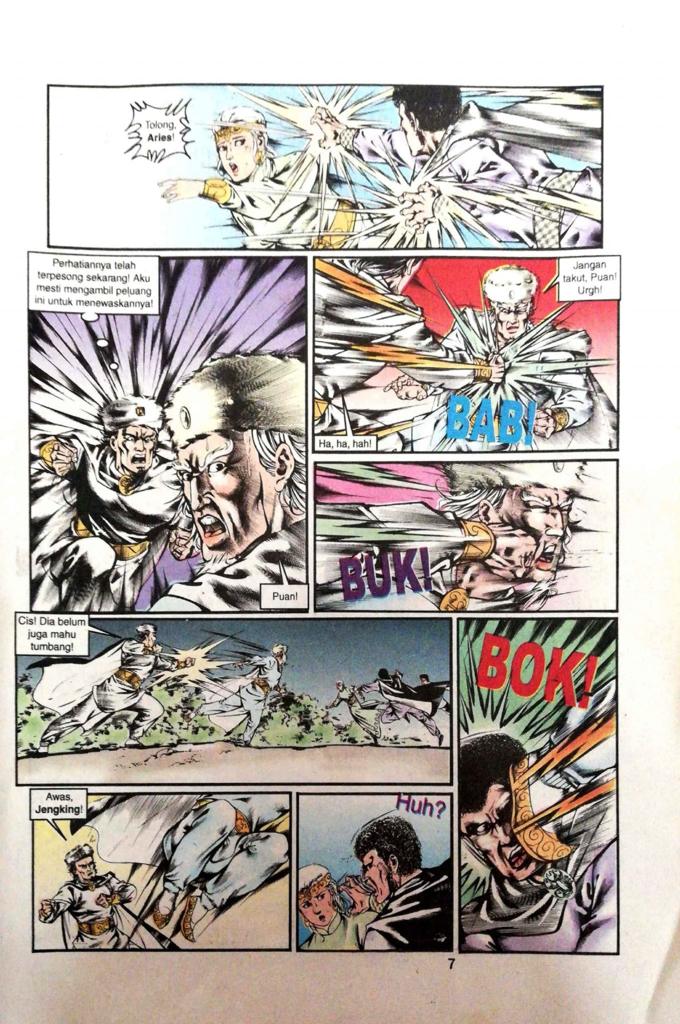 Tolong,
Aries!
Perhatiannya telah
terpesong sekarang! Aku
mesti mengambil peluang
ini untuk menewaskannya!
Puan!
Jangan
takut, Puan!
Urgh!
BAB!
Ha, ha, hah!
BUK!
Cis! Dia belum
juga mahu
tumbang!
BOK!
Awas,
Jengking!
Huh?
7